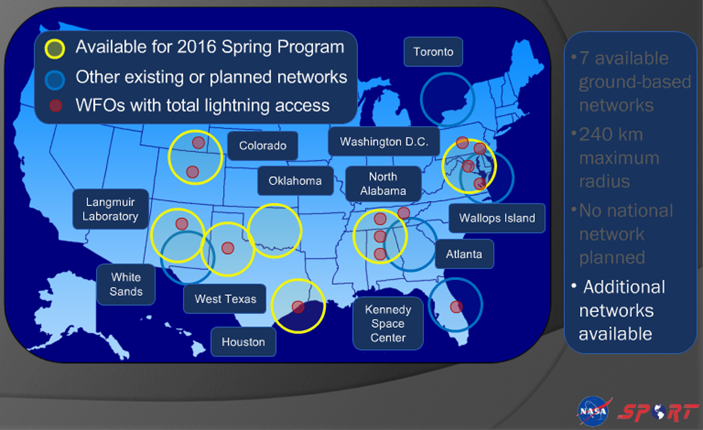 Available for 2016 Spring Program
Other existing or planned networks
WFOs with total lightning access
Toronto
Colorado
Washington D.C.
Oklahoma
North
Alabama
Langmuir
Laboratory
Wallops Island
Atlanta
White
Sands
West Texas
Kennedy
Space
Center
Houston
•7 available
ground-based
networks
•240 km
maximum
radius
•No national
network
planned
• Additional
networks
available
NASA
SPoRT